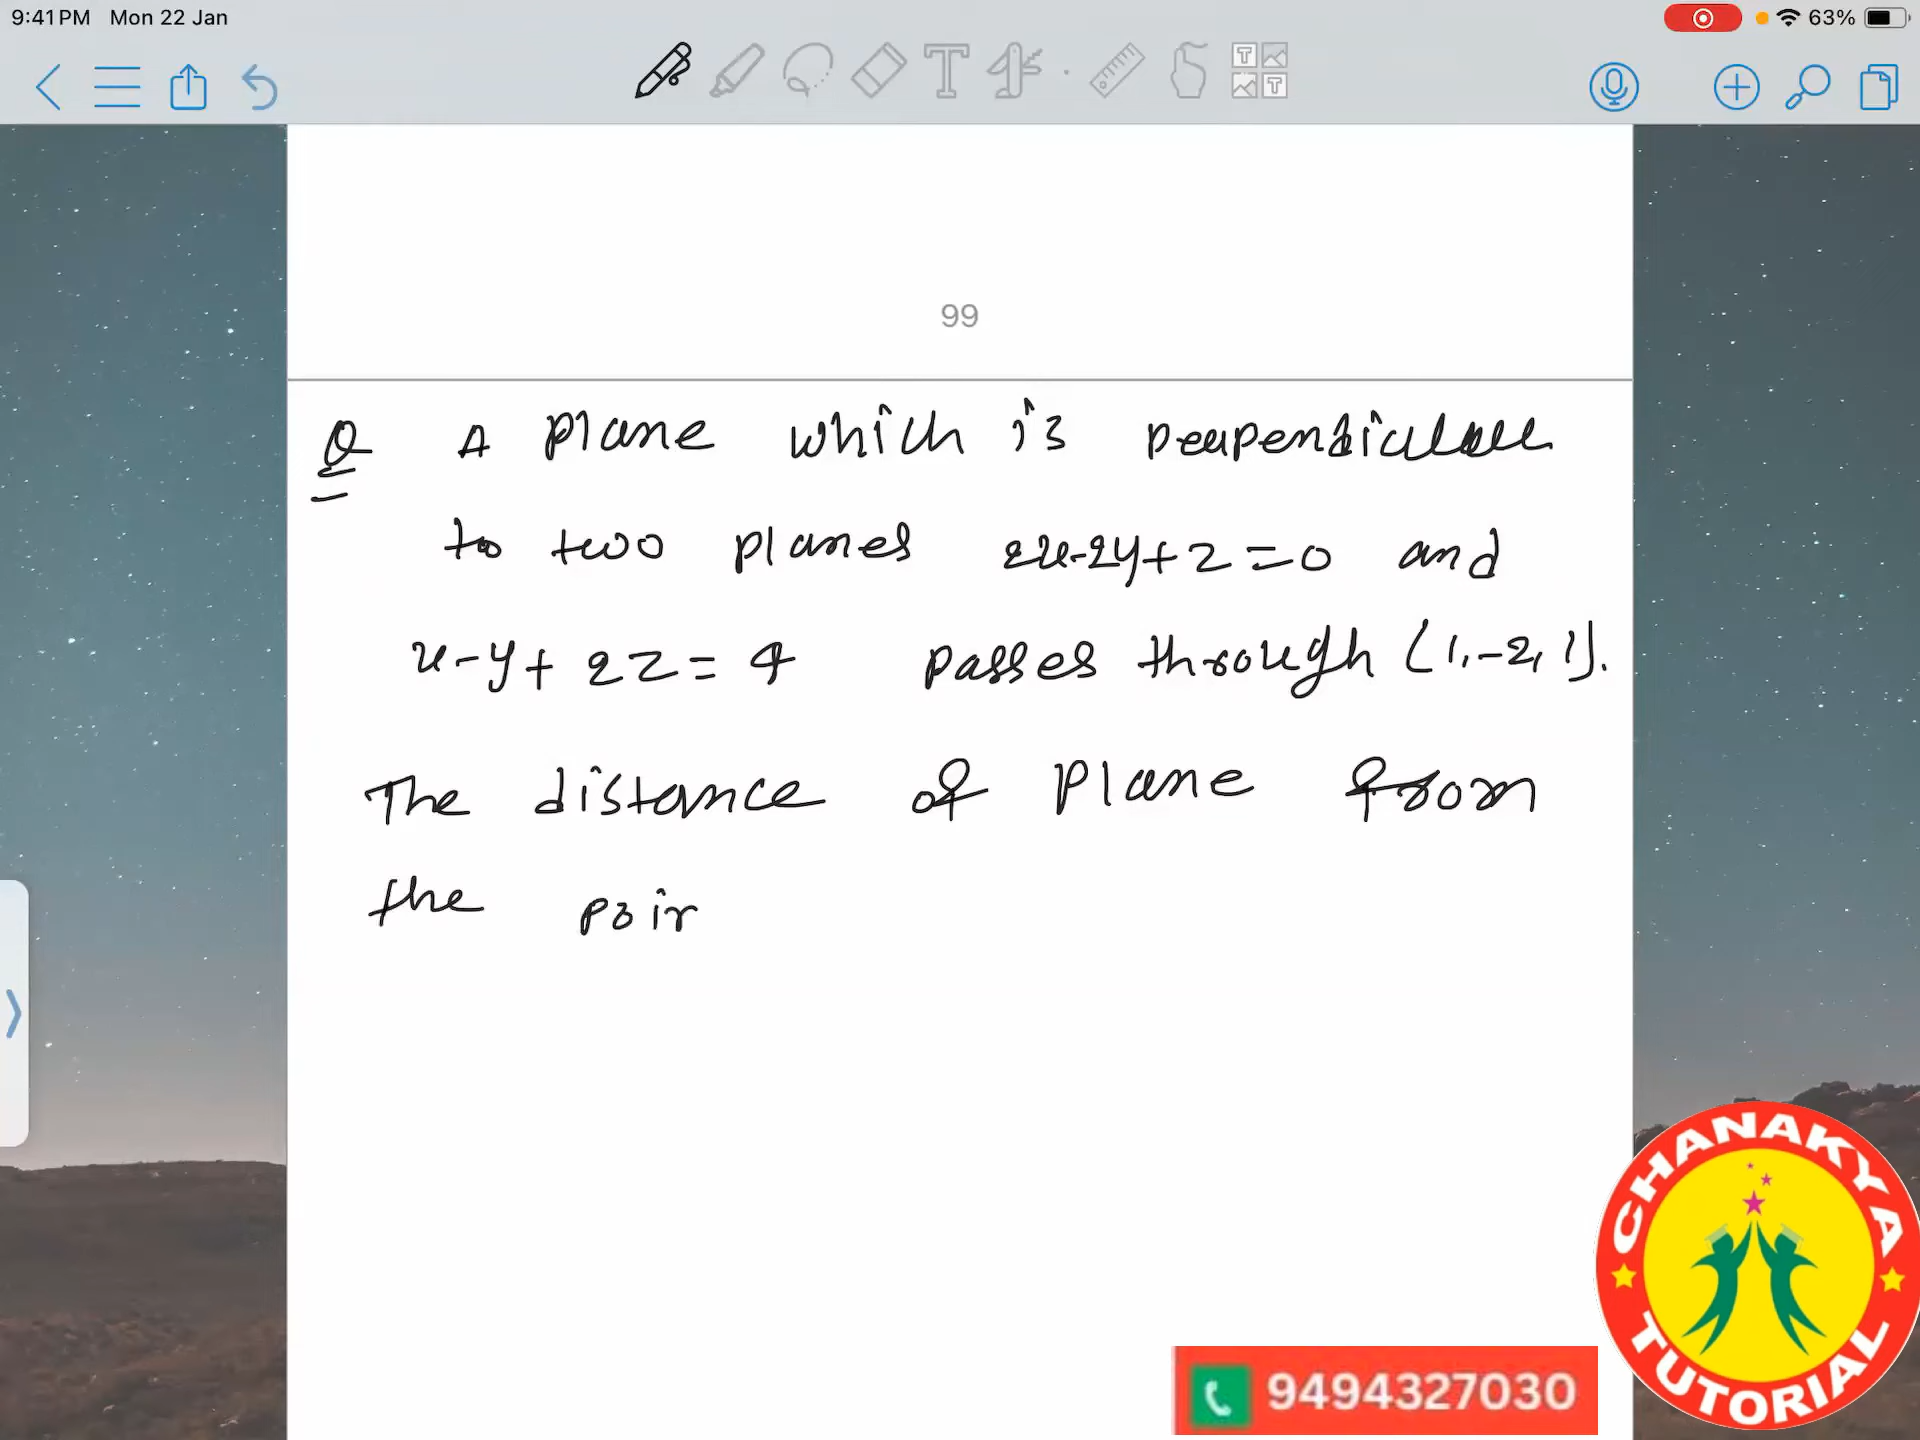 9:41 PM Mon 22 Jan
63%
99
Q A plane which is perpendicular
to two planes 2x-2y+z=0 and
x-y+2z=4 passes through (1,-2,1).
The distance of plane from
the poin
CHANAKYA
TUTORIAL
9494327030